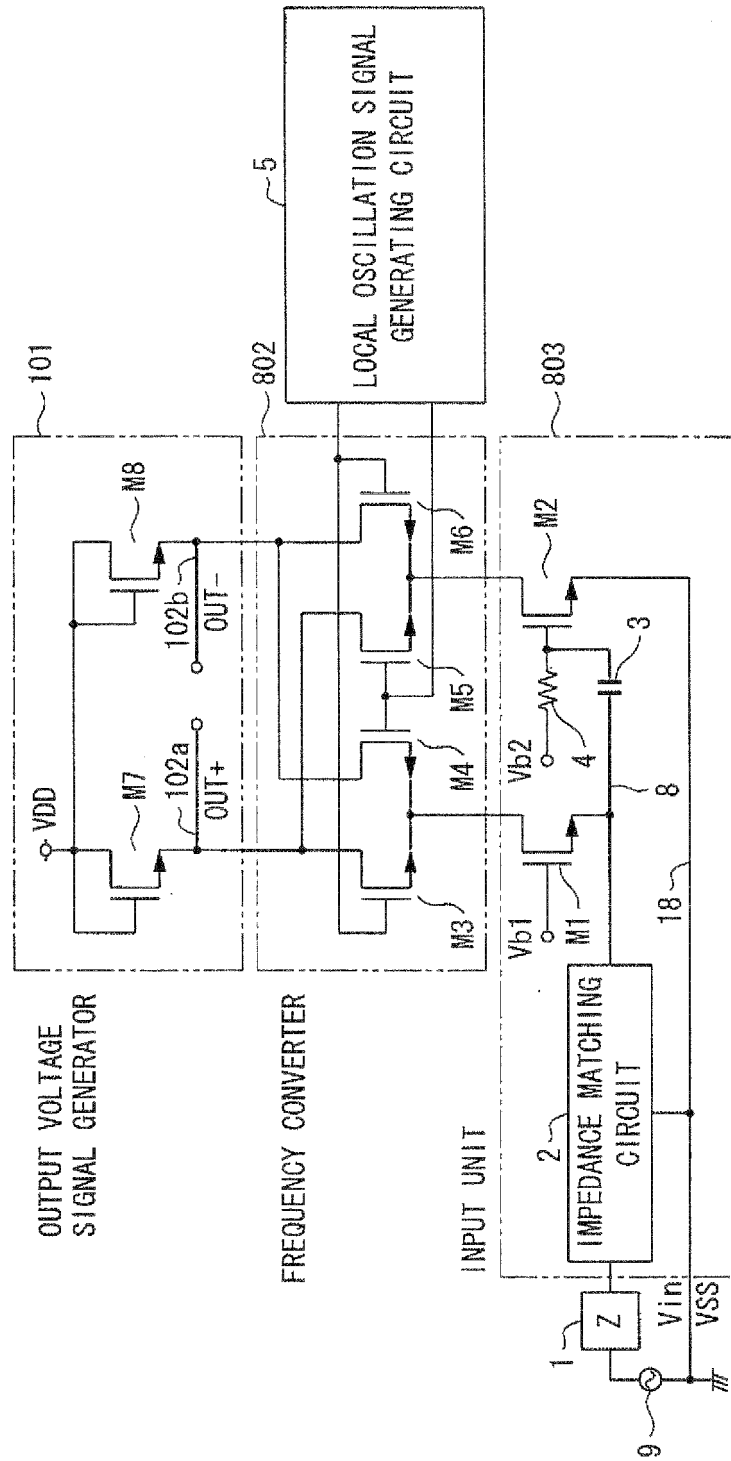 OUTPUT VOLTAGE
SIGNAL GENERATOR
VDD
M7
M8
101
102a
OUT+
102b
OUT-
FREQUENCY CONVERTER
802
M3
M4
M5
M6
5
LOCAL OSCILLATION SIGNAL
GENERATING CIRCUIT
INPUT UNIT
803
Vb1
M1
Vb2
4
M2
3
8
18
2
IMPEDANCE MATCHING
CIRCUIT
1
Z
Vin
VSS
9